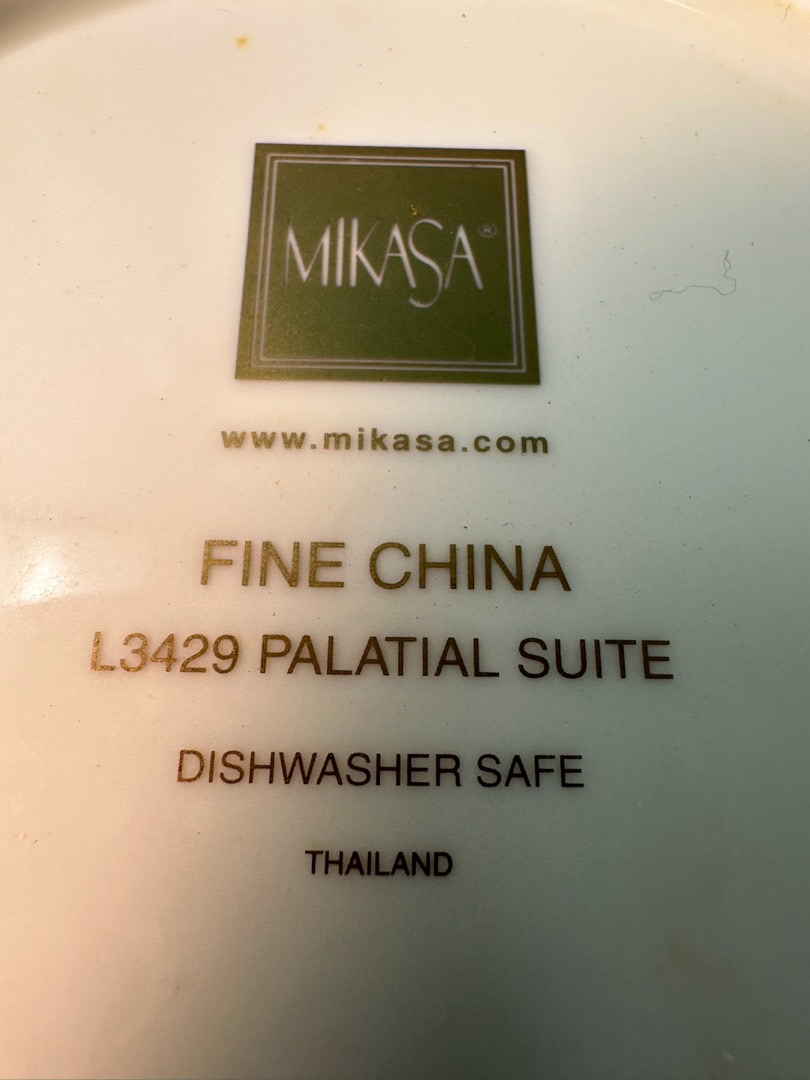 MIKASA®
www.mikasa.com
FINE CHINA
L3429 PALATIAL SUITE
DISHWASHER SAFE
THAILAND